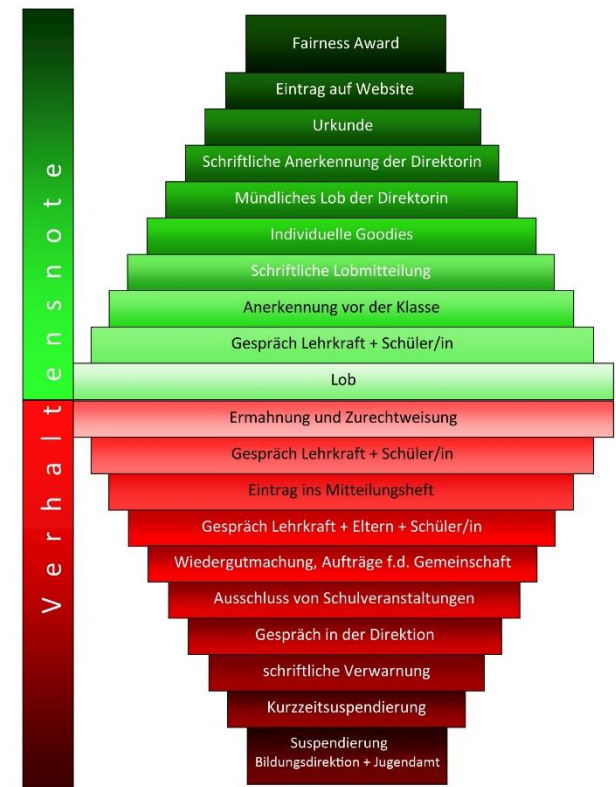 Fairness Award
Eintrag auf Website
Urkunde
Schriftliche Anerkennung der Direktorin
Mündliches Lob der Direktorin
Individuelle Goodies
Schriftliche Lobmitteilung
Anerkennung vor der Klasse
Gespräch Lehrkraft + Schüler/in
Lob
Ermahnung und Zurechtweisung
Gespräch Lehrkraft + Schüler/in
Eintrag ins Mitteilungsheft
Gespräch Lehrkraft + Eltern + Schüler/in
Wiedergutmachung, Aufträge f.d. Gemeinschaft
Ausschluss von Schulveranstaltungen
Gespräch in der Direktion
schriftliche Verwarnung
Kurzzeitsuspendierung
Suspendierung
Bildungsdirektion + Jugendamt
Verhaltensnote